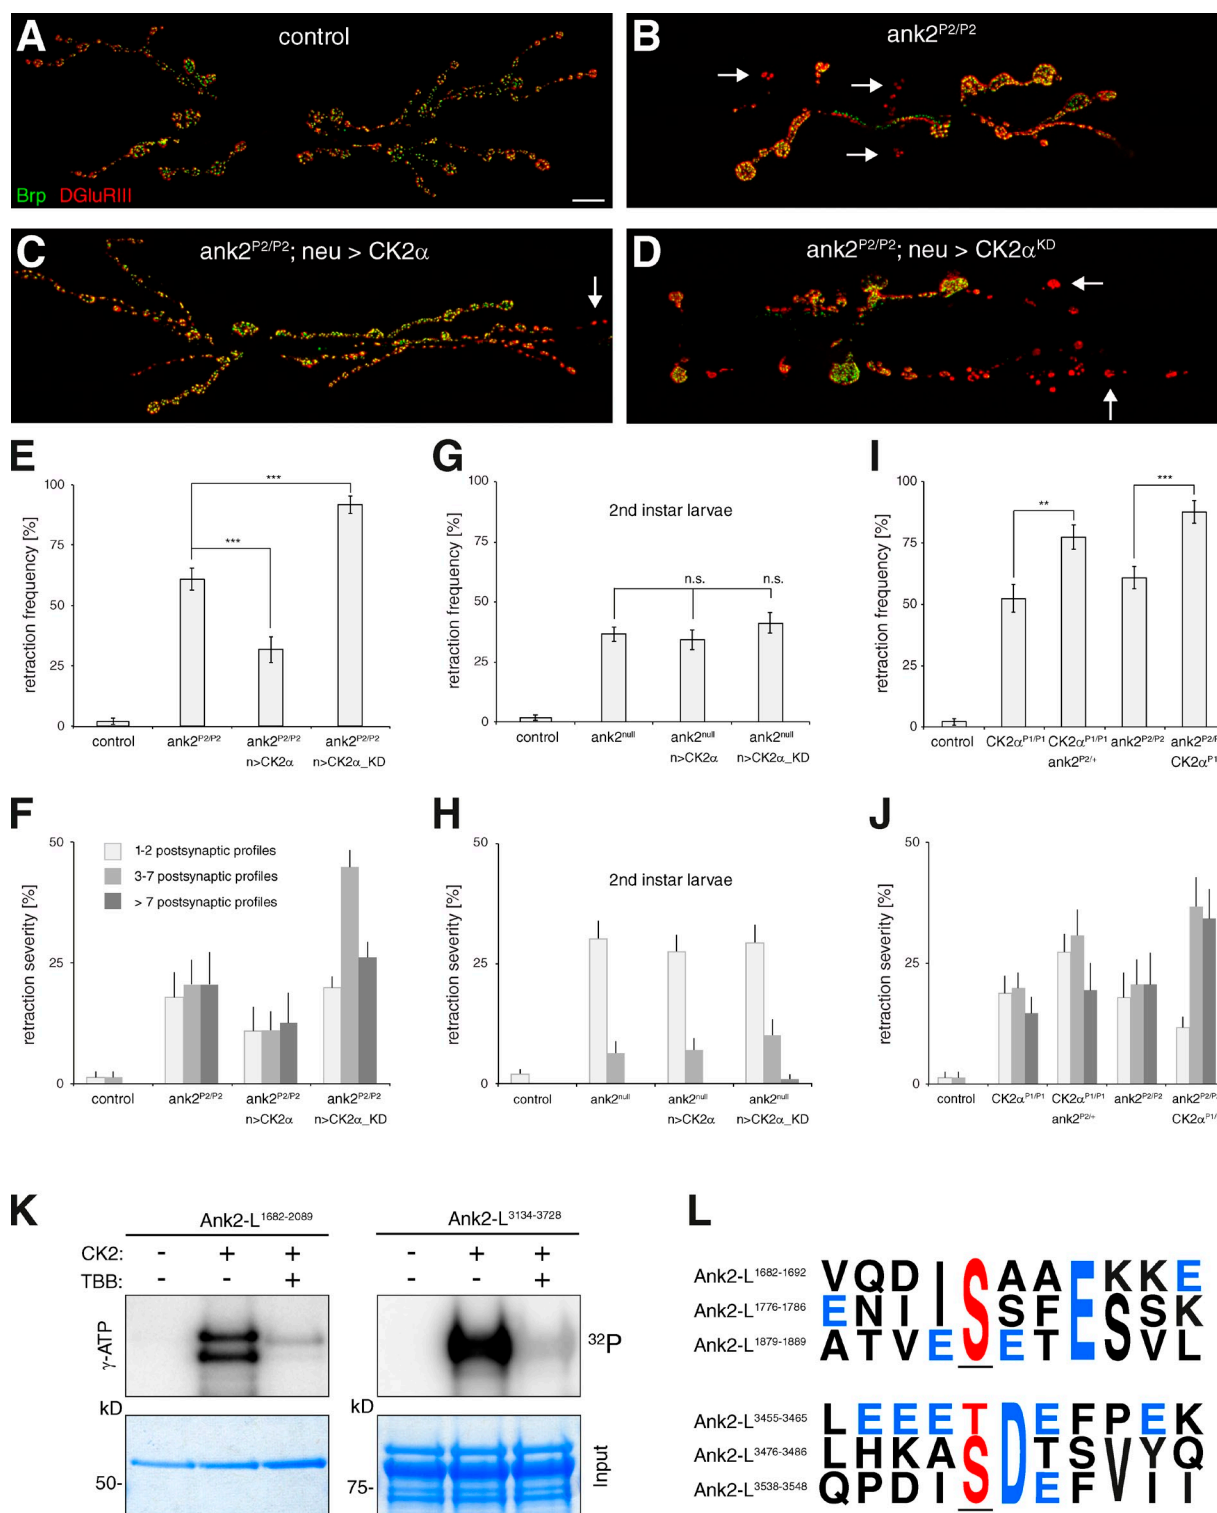 A
control
Brp DGluRIII
B
ank2P2/P2
C
ank2P2/P2; neu > CK2α
D
ank2P2/P2; neu > CK2αKD
E
retraction frequency [%]
100
75
50
25
0
***
***
control
ank2P2/P2
ank2P2/P2
n>CK2α
ank2P2/P2
n>CK2α_KD
G
retraction frequency [%]
100
75
50
25
0
2nd instar larvae
n.s.
n.s.
control
ank2null
ank2null
n>CK2α
ank2null
n>CK2α_KD
I
retraction frequency [%]
100
75
50
25
0
**
***
control
CK2αP1/P1
CK2αP1/P1
ank2P2/+
ank2P2/P2
ank2P2/P
CK2αP1
F
retraction severity [%]
50
25
0
1-2 postsynaptic profiles
3-7 postsynaptic profiles
> 7 postsynaptic profiles
control
ank2P2/P2
ank2P2/P2
n>CK2α
ank2P2/P2
n>CK2α_KD
H
retraction severity [%]
50
25
0
2nd instar larvae
control
ank2null
ank2null
n>CK2α
ank2null
n>CK2α_KD
J
retraction severity [%]
50
25
0
control
CK2αP1/P1
CK2αP1/P1
ank2P2/+
ank2P2/P2
ank2P2/P2
CK2αP1/
K
Ank2-L1682-2089
Ank2-L3134-3728
CK2: - + + - + +
TBB: - - + - - +
γ-ATP
32P
kD
50-
kD
75-
Input
L
Ank2-L1682-1692 VQDISAAEKKE
Ank2-L1776-1786 ENIISSFESSK
Ank2-L1879-1889 ATVESETESVL
Ank2-L3455-3465 LEEETDEFPEK
Ank2-L3476-3486 LHKASDTSVYQ
Ank2-L3538-3548 QPDISDEFVII